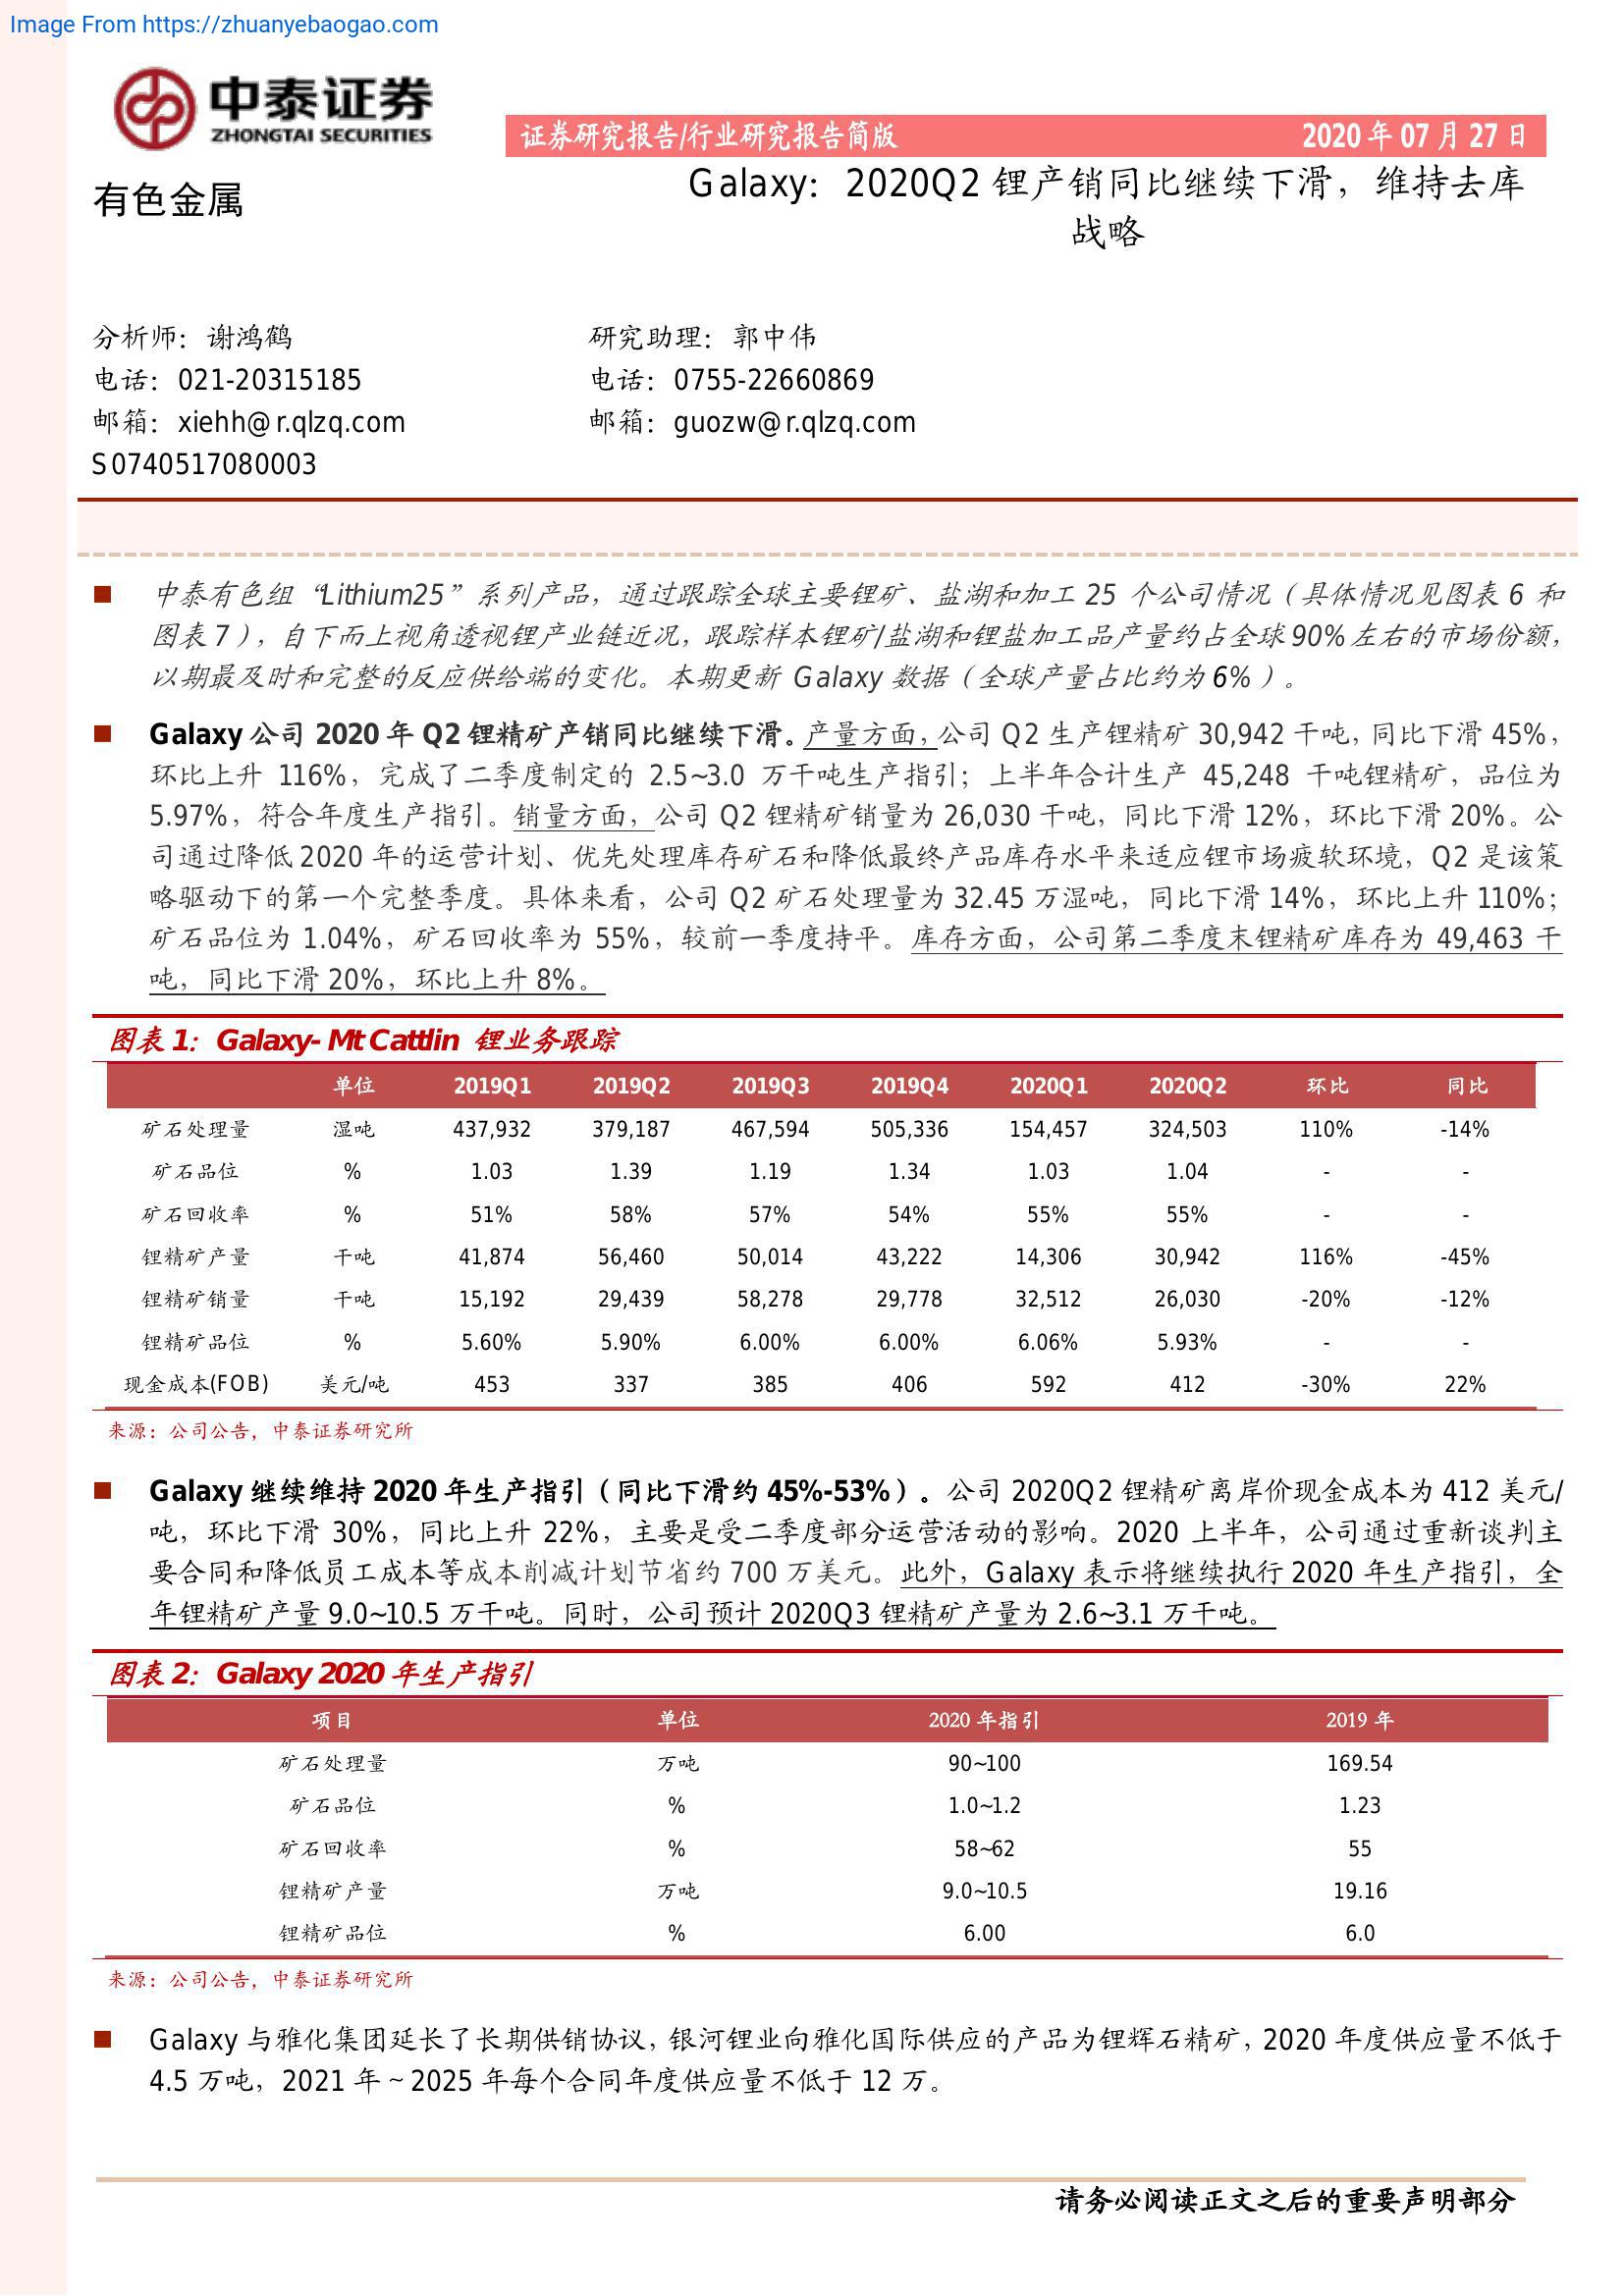 Image From https://zhuanyebaogao.com
中泰证券
ZHONGTAI SECURITIES
证券研究报告/行业研究报告简版 2020 年 07 月 27 日
有色金属
Galaxy：2020Q2 锂产销同比继续下滑，维持去库
战略
分析师：谢鸿鹤 研究助理：郭中伟
电话：021-20315185 电话：0755-22660869
邮箱：xiehh@r.qlzq.com 邮箱：guozw@r.qlzq.com
S0740517080003
中泰有色组“Lithium25”系列产品，通过跟踪全球主要锂矿、盐湖和加工 25 个公司情况（具体情况见图表 6 和
图表 7），自下而上视角透视锂产业链近况，跟踪样本锂矿/盐湖和锂盐加工品产量约占全球 90%左右的市场份额，
以期最及时和完整的反应供给端的变化。本期更新 Galaxy 数据（全球产量占比约为 6%）。
Galaxy 公司 2020 年 Q2 锂精矿产销同比继续下滑。产量方面，公司 Q2 生产锂精矿 30,942 干吨，同比下滑 45%，
环比上升 116%，完成了二季度制定的 2.5~3.0 万干吨生产指引；上半年合计生产 45,248 干吨锂精矿，品位为
5.97%，符合年度生产指引。销量方面，公司 Q2 锂精矿销量为 26,030 干吨，同比下滑 12%，环比下滑 20%。公
司通过降低 2020 年的运营计划、优先处理库存矿石和降低最终产品库存水平来适应锂市场疲软环境，Q2 是该策
略驱动下的第一个完整季度。具体来看，公司 Q2 矿石处理量为 32.45 万湿吨，同比下滑 14%，环比上升 110%；
矿石品位为 1.04%，矿石回收率为 55%，较前一季度持平。库存方面，公司第二季度末锂精矿库存为 49,463 干
吨，同比下滑 20%，环比上升 8%。
图表 1：Galaxy- Mt Cattlin 锂业务跟踪
单位 2019Q1 2019Q2 2019Q3 2019Q4 2020Q1 2020Q2 环比 同比
矿石处理量 湿吨 437,932 379,187 467,594 505,336 154,457 324,503 110% -14%
矿石品位 % 1.03 1.39 1.19 1.34 1.03 1.04 - -
矿石回收率 % 51% 58% 57% 54% 55% 55% - -
锂精矿产量 干吨 41,874 56,460 50,014 43,222 14,306 30,942 116% -45%
锂精矿销量 干吨 15,192 29,439 58,278 29,778 32,512 26,030 -20% -12%
锂精矿品位 % 5.60% 5.90% 6.00% 6.00% 6.06% 5.93% - -
现金成本(FOB) 美元/吨 453 337 385 406 592 412 -30% 22%
来源：公司公告，中泰证券研究所
Galaxy 继续维持 2020 年生产指引（同比下滑约 45%-53%）。公司 2020Q2 锂精矿离岸价现金成本为 412 美元/
吨，环比下滑 30%，同比上升 22%，主要是受二季度部分运营活动的影响。2020 上半年，公司通过重新谈判主
要合同和降低员工成本等成本削减计划节省约 700 万美元。此外，Galaxy 表示将继续执行 2020 年生产指引，全
年锂精矿产量 9.0~10.5 万干吨。同时，公司预计 2020Q3 锂精矿产量为 2.6~3.1 万干吨。
图表 2：Galaxy 2020 年生产指引
项目 单位 2020 年指引 2019 年
矿石处理量 万吨 90~100 169.54
矿石品位 % 1.0~1.2 1.23
矿石回收率 % 58~62 55
锂精矿产量 万吨 9.0~10.5 19.16
锂精矿品位 % 6.00 6.0
来源：公司公告，中泰证券研究所
Galaxy 与雅化集团延长了长期供销协议，银河锂业向雅化国际供应的产品为锂辉石精矿，2020 年度供应量不低于
4.5 万吨，2021 年～2025 年每个合同年度供应量不低于 12 万。
请务必阅读正文之后的重要声明部分